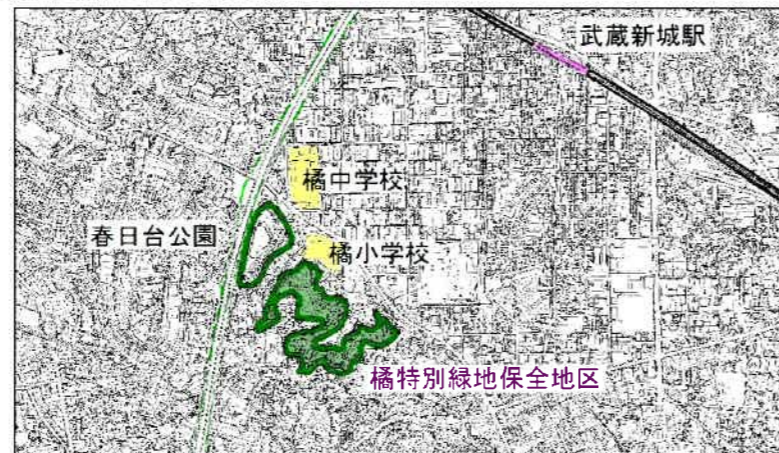 武蔵新城駅
橘中学校
春日台公園
橘小学校
橘特別緑地保全地区